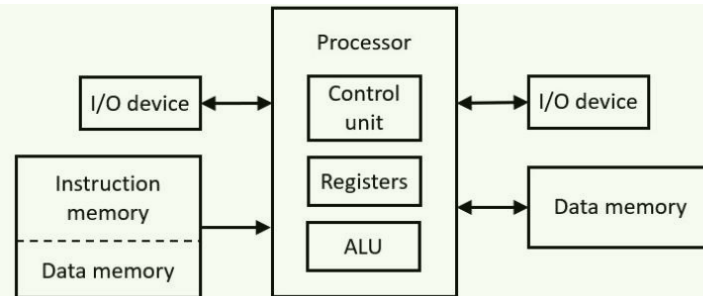 Processor
I/O device
Control
unit
I/O device
Instruction
memory
Registers
Data memory
ALU
Data memory